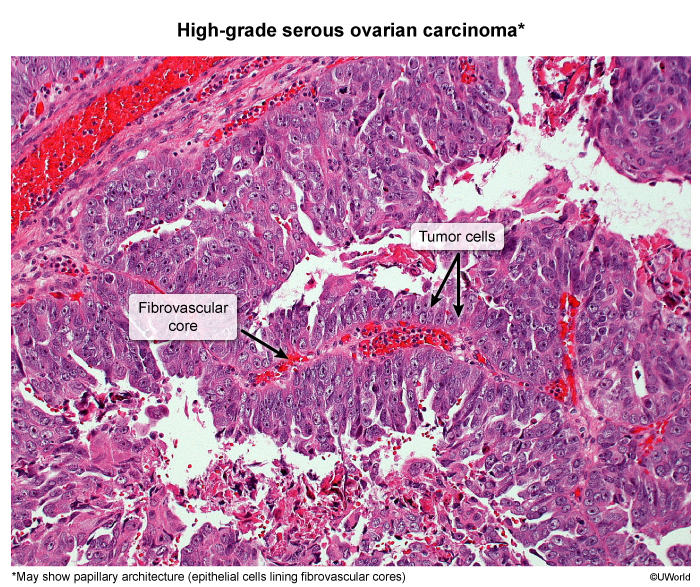 High-grade serous ovarian carcinoma*
Tumor cells
Fibrovascular
core
*May show papillary architecture (epithelial cells lining fibrovascular cores)
©UWorld